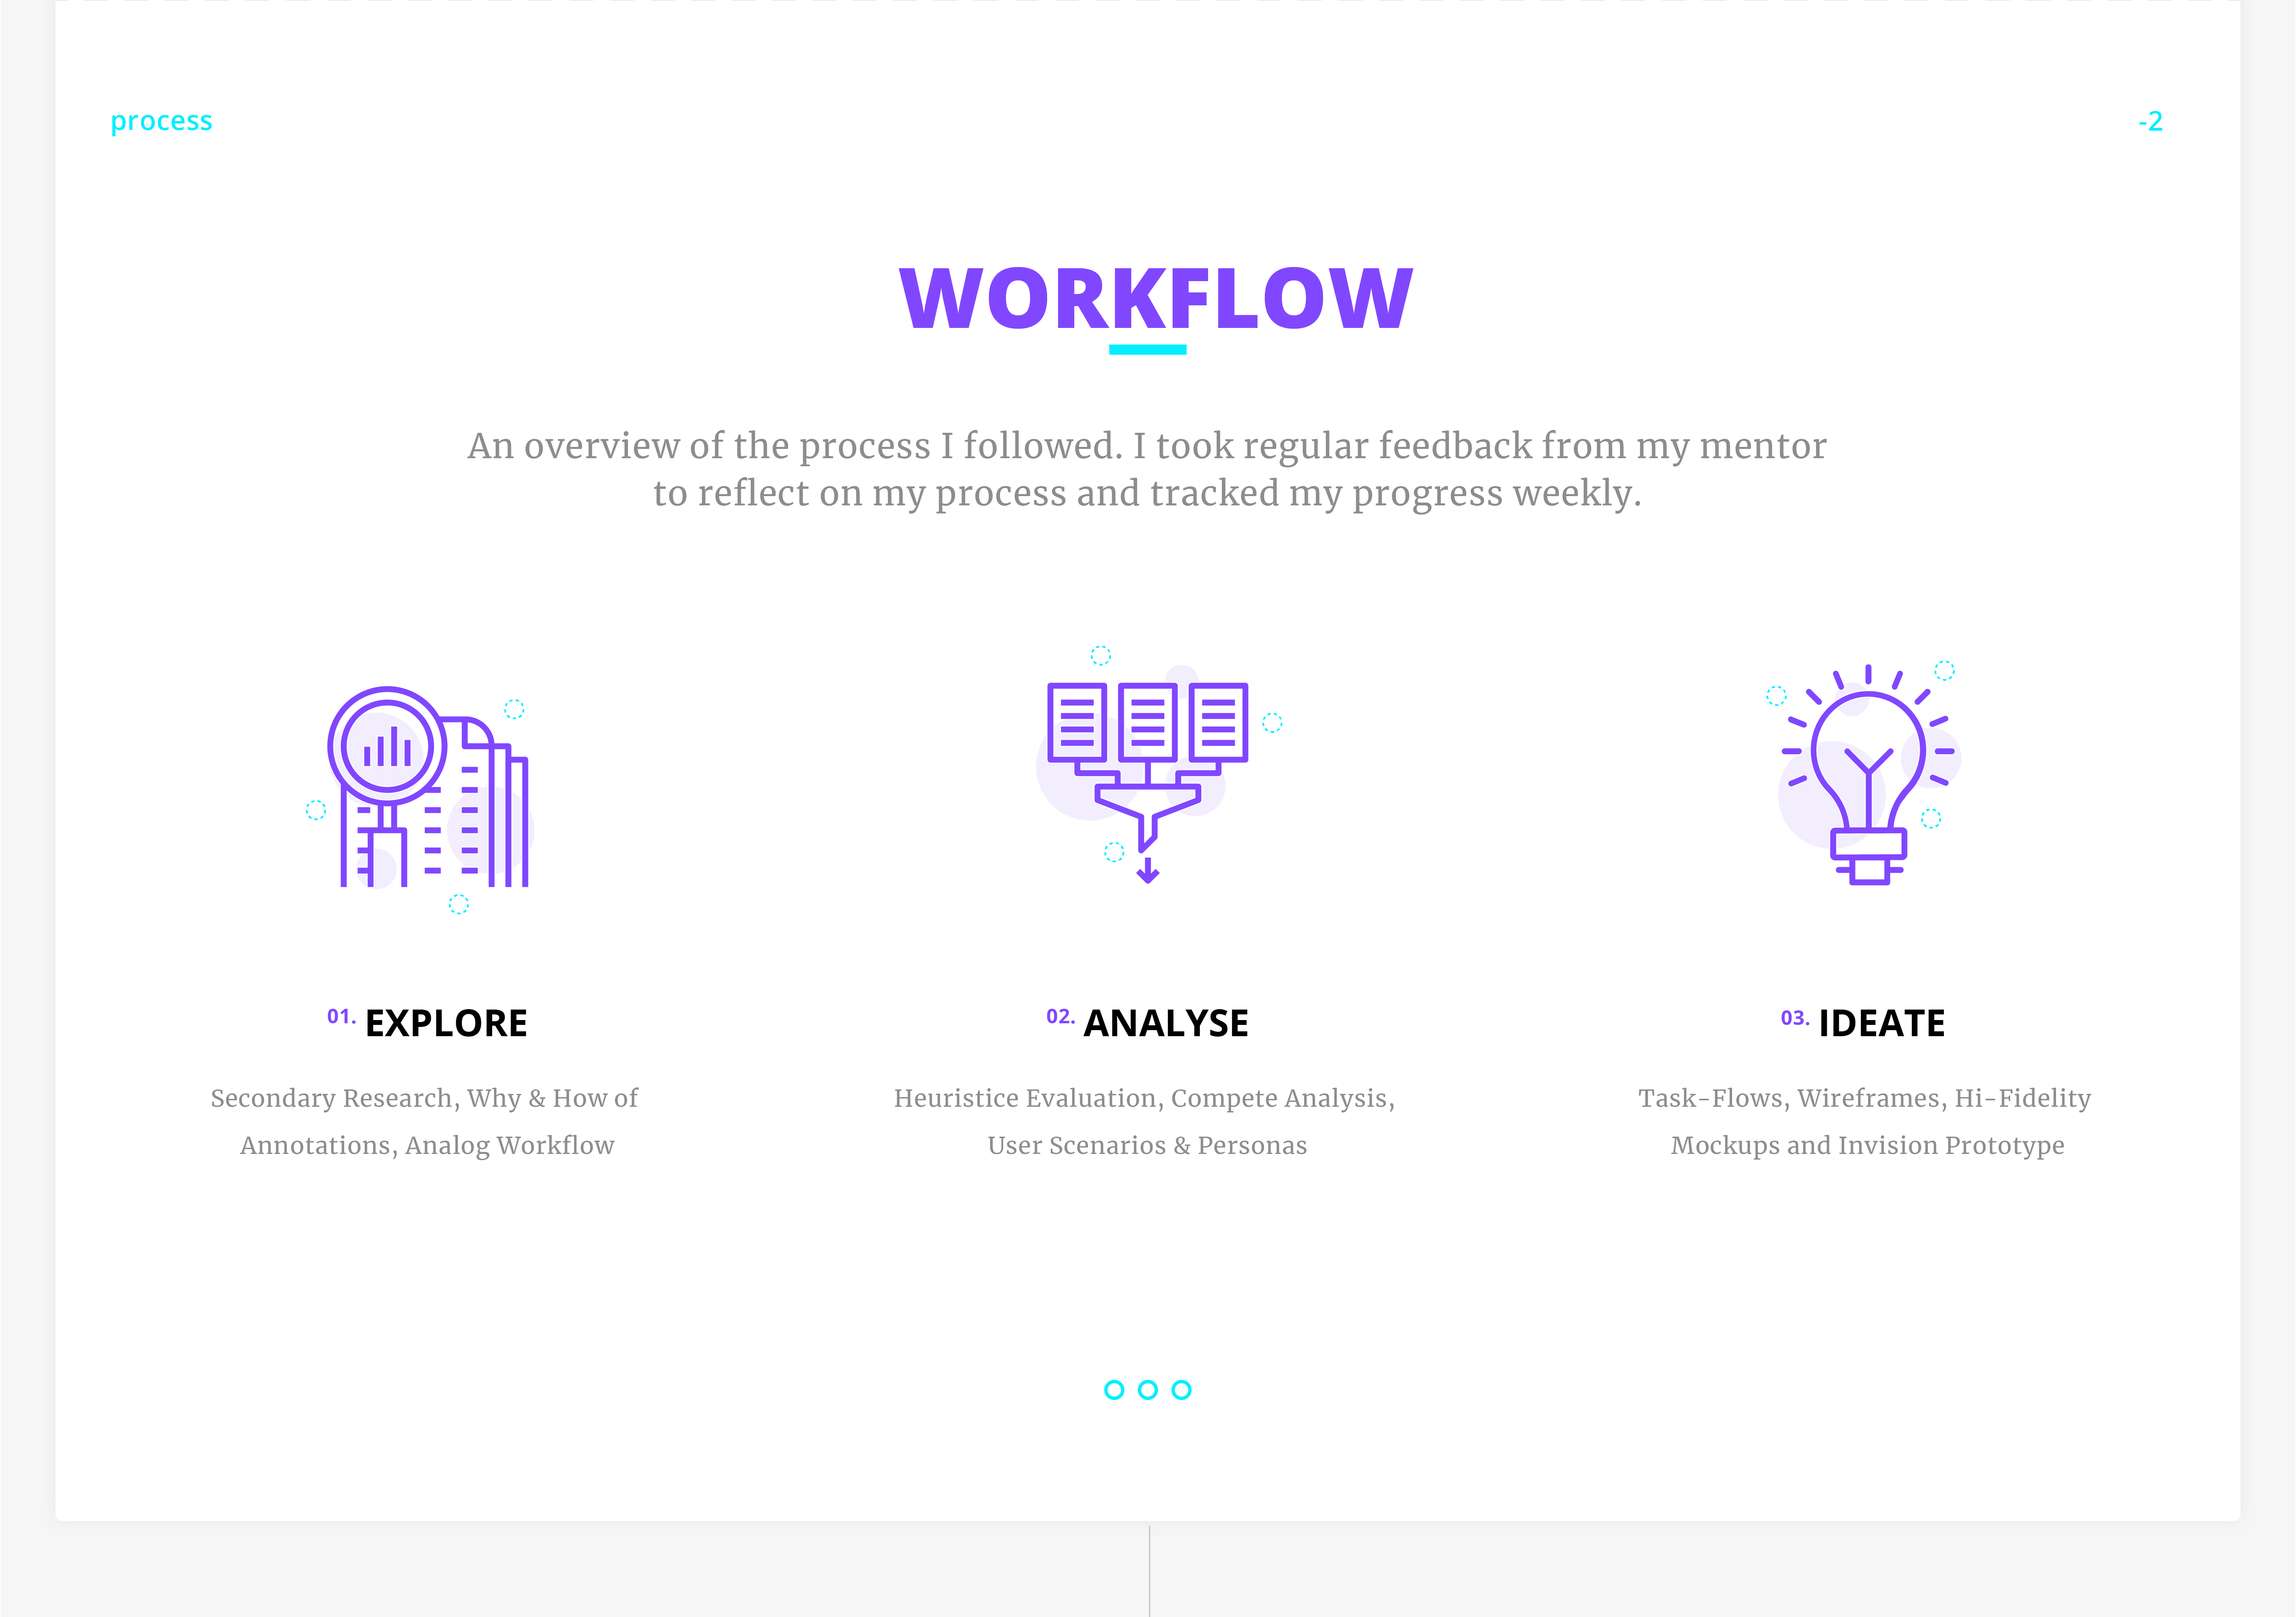 process
-2
WORKFLOW
An overview of the process I followed. I took regular feedback from my mentor
to reflect on my process and tracked my progress weekly.
01. EXPLORE
Secondary Research, Why & How of
Annotations, Analog Workflow
02. ANALYSE
Heuristice Evaluation, Compete Analysis,
User Scenarios & Personas
03. IDEATE
Task-Flows, Wireframes, Hi-Fidelity
Mockups and Invision Prototype